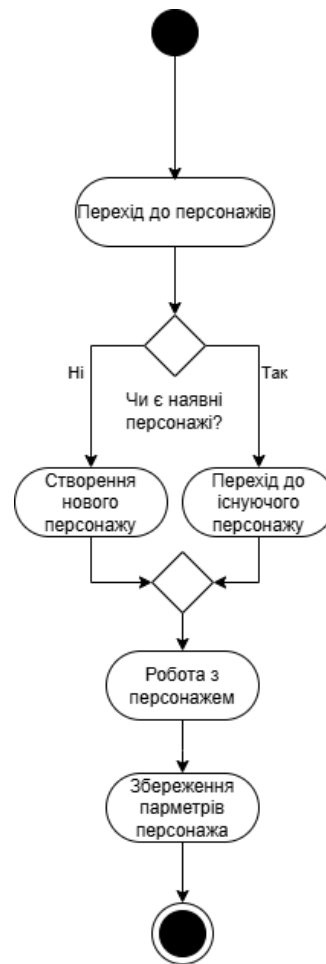 Перехід до персонажів
Ні
Так
Чи є наявні
персонажі?
Створення
нового
персонажу
Перехід до
існуючого
персонажу
Робота з
персонажем
Збереження
парметрів
персонажа